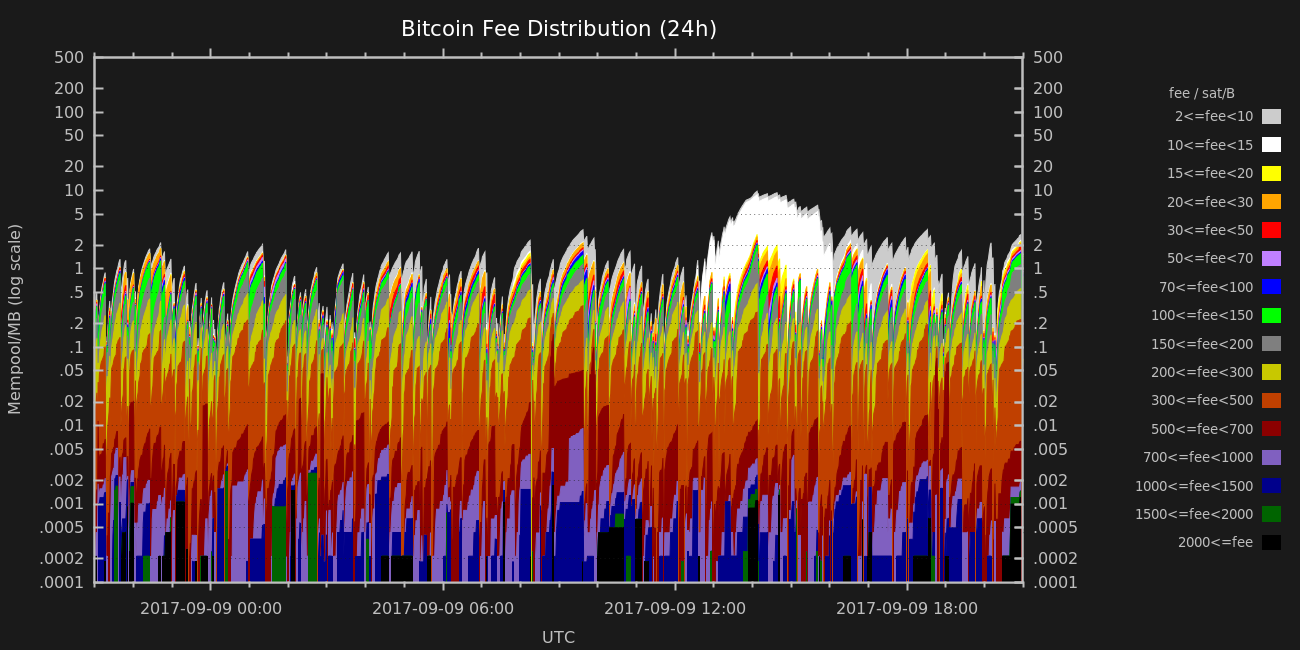 Bitcoin Fee Distribution (24h)
Mempool/MB (log scale)
500
200
100
50
20
10
5
2
1
.5
.2
.1
.05
.02
.01
.005
.002
.001
.0005
.0002
.0001
500
200
100
50
20
10
5
2
1
.5
.2
.1
.05
.02
.01
.005
.002
.001
.0005
.0002
.0001
2017-09-09 00:00
2017-09-09 06:00
2017-09-09 12:00
2017-09-09 18:00
UTC
fee / sat/B
2<=fee<10
10<=fee<15
15<=fee<20
20<=fee<30
30<=fee<50
50<=fee<70
70<=fee<100
100<=fee<150
150<=fee<200
200<=fee<300
300<=fee<500
500<=fee<700
700<=fee<1000
1000<=fee<1500
1500<=fee<2000
2000<=fee